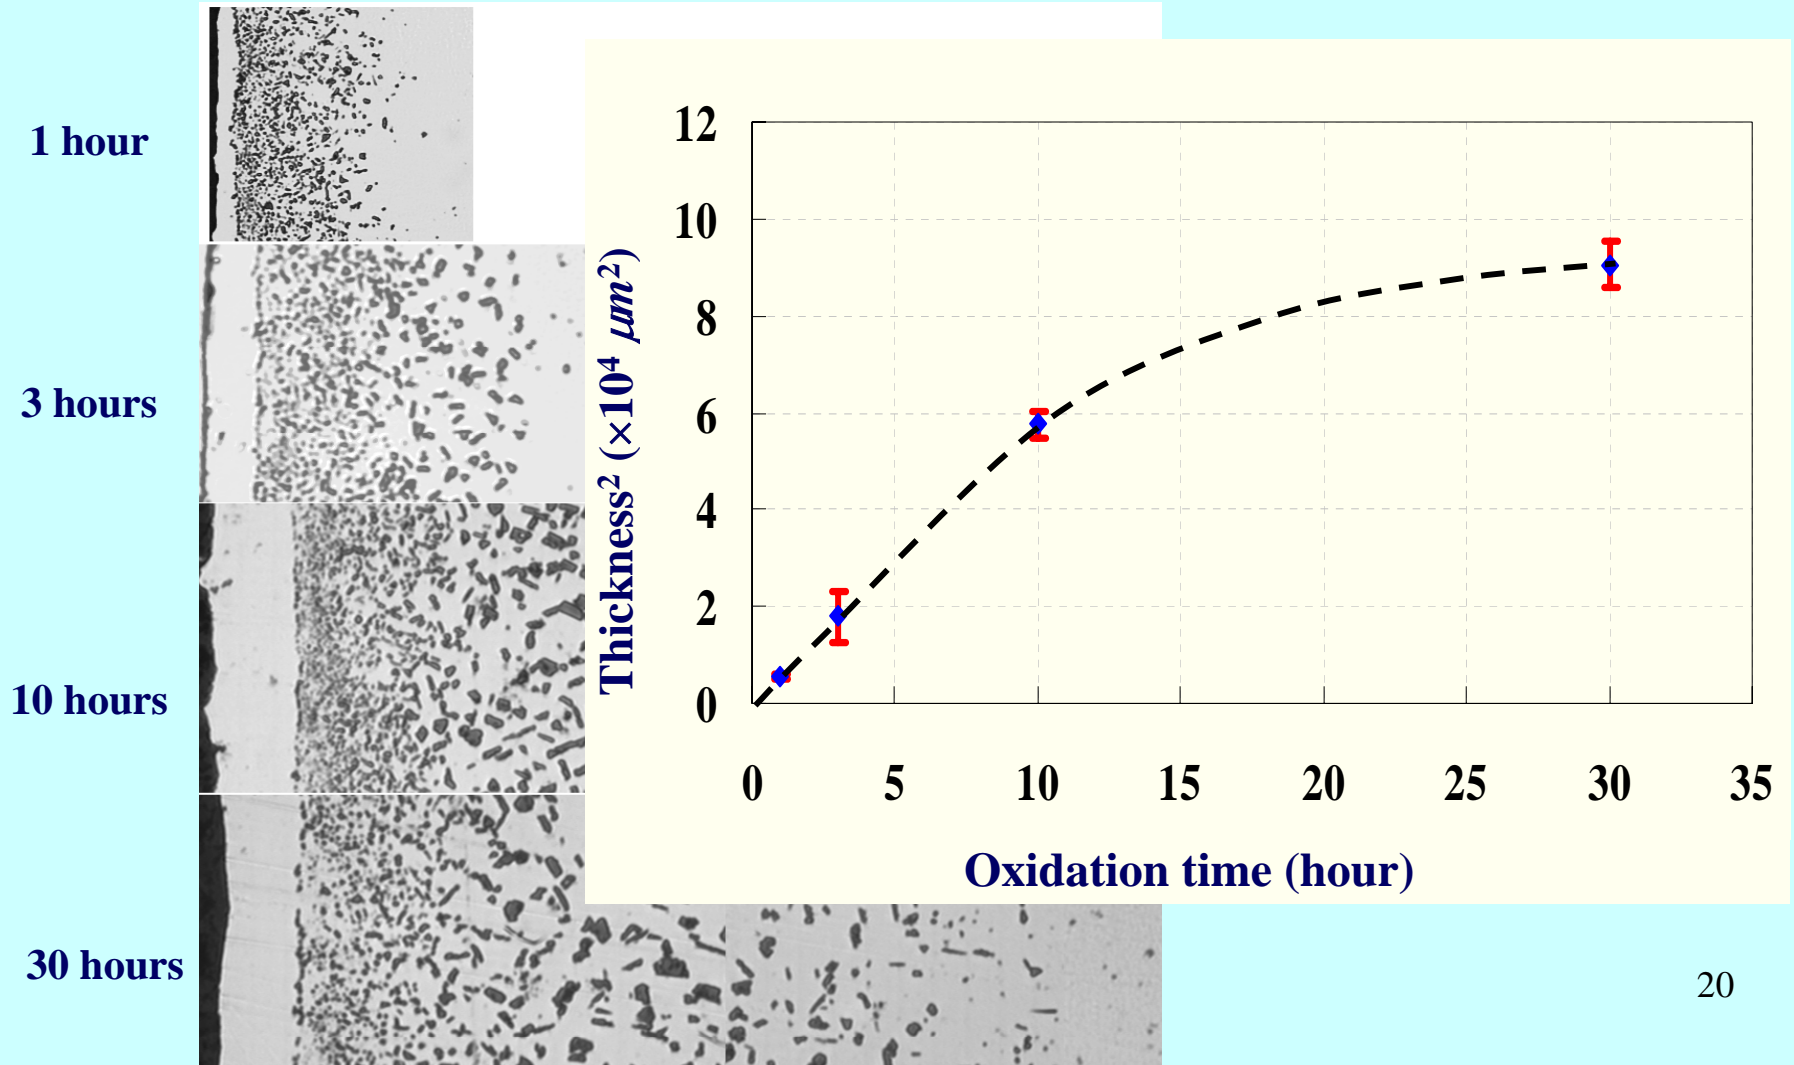 1 hour
3 hours
10 hours
30 hours
Thickness² (×10⁴ μm²)
12
10
8
6
4
2
0
0 5 10 15 20 25 30 35
Oxidation time (hour)
20